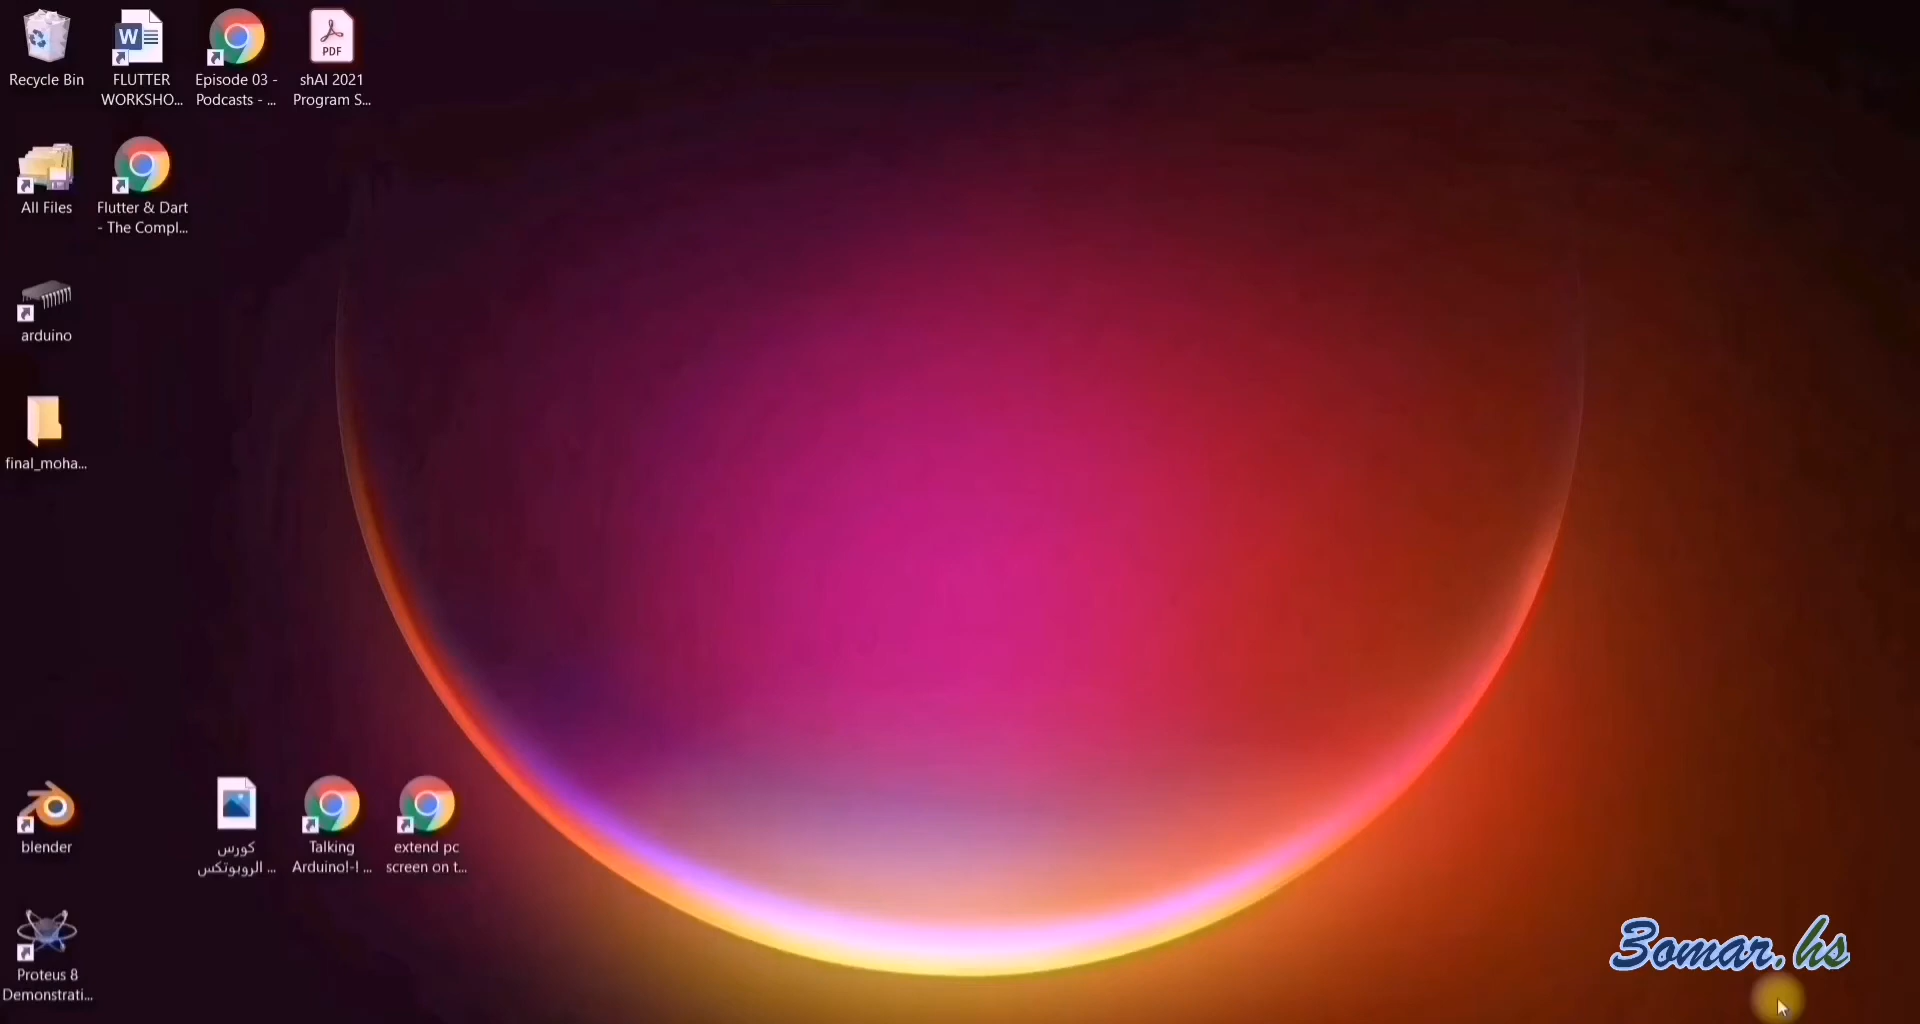 Recycle Bin
FLUTTER
WORKSHO...
Episode 03 -
Podcasts - ...
PDF
shAI 2021
Program S...
All Files
Flutter & Dart
- The Compl...
arduino
final_moha...
blender
كورس
الروبوتكس ...
Talking
Arduino!-! ...
extend pc
screen on t...
Proteus 8
Demonstrati...
3omar.hs